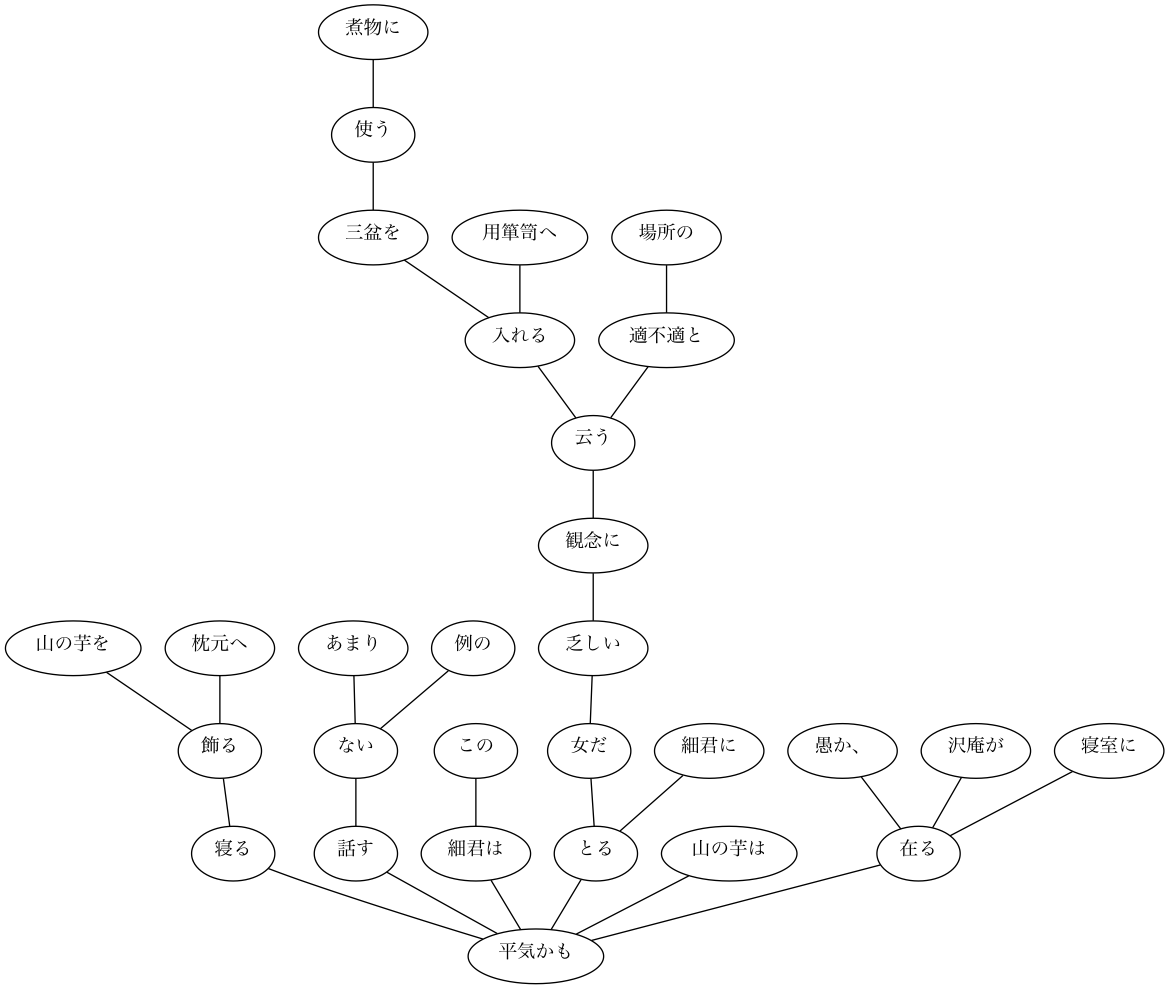 煮物に
使う
三盆を
用箪笥へ
場所の
入れる
適不適と
云う
観念に
山の芋を
枕元へ
あまり
例の
乏しい
飾る
ない
この
女だ
細君に
愚か、
沢庵が
寝室に
寝る
話す
細君は
とる
山の芋は
在る
平気かも